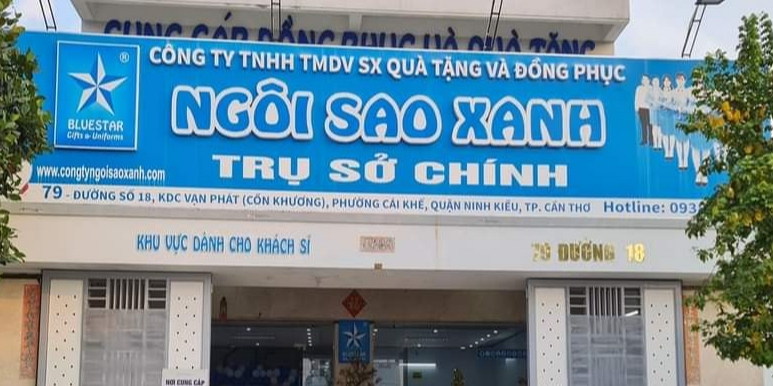 CUNG CẤP ĐỒNG PHỤC VÀ QUÀ TẶNG
®
CÔNG TY TNHH TMDV SX QUÀ TẶNG VÀ ĐỒNG PHỤC
BLUESTAR
Gifts & Uniforms
NGÔI SAO XANH
TRỤ SỞ CHÍNH
www.congtyngoisaoxanh.com
79 - ĐƯỜNG SỐ 18, KDC VẠN PHÁT (CỒN KHƯƠNG), PHƯỜNG CÁI KHẾ, QUẬN NINH KIỀU, TP. CẦN THƠ Hotline: 093
KHU VỰC DÀNH CHO KHÁCH SỈ
79 ĐƯỜNG 18
BLUESTAR
NƠI CUNG CẤP